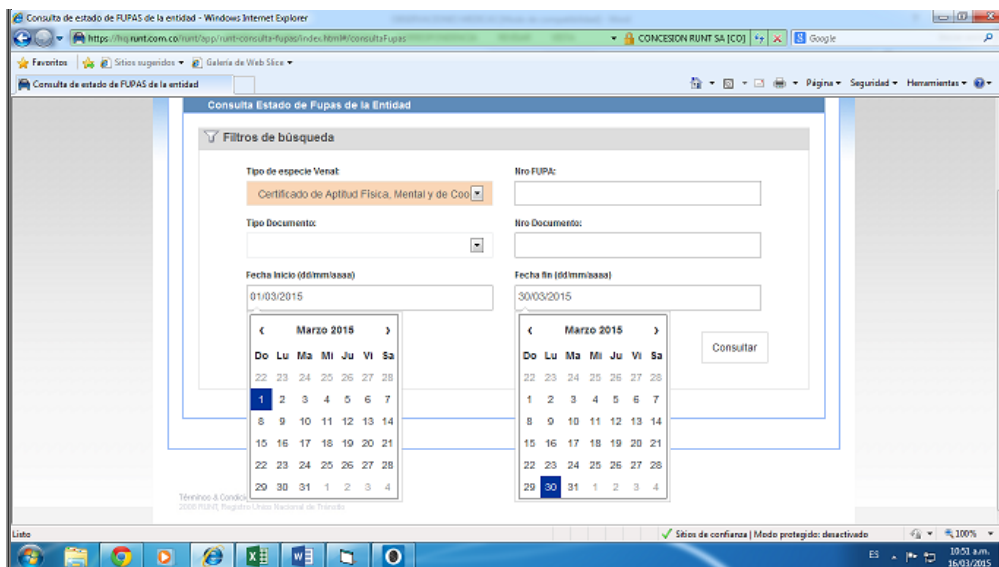 Consulta de estado de FUPAS de la entidad - Windows Internet Explorer
https://hq.runt.com.co/runt/app/runt-consulta-fupas/index.html#/consultaFupas
CONCESION RUNT SA [CO]
Google
Favoritos Sitios sugeridos Galería de Web Slice
Consulta de estado de FUPAS de la entidad
Página Seguridad Herramientas
Consulta Estado de Fupas de la Entidad
Filtros de búsqueda
Tipo de especie Venal: Nro FUPA:
Certificado de Aptitud Física, Mental y de Coo
Tipo Documento: Nro Documento:
Fecha Inicio (dd/mm/aaaa) Fecha fin (dd/mm/aaaa)
01/03/2015 30/03/2015
‹ Marzo 2015 › ‹ Marzo 2015 ›
Consultar
Do Lu Ma Mi Ju Vi Sa Do Lu Ma Mi Ju Vi Sa
22 23 24 25 26 27 28 22 23 24 25 26 27 28
1 2 3 4 5 6 7 1 2 3 4 5 6 7
8 9 10 11 12 13 14 8 9 10 11 12 13 14
15 16 17 18 19 20 21 15 16 17 18 19 20 21
22 23 24 25 26 27 28 22 23 24 25 26 27 28
29 30 31 1 2 3 4 29 30 31 1 2 3 4
Términos & Condic
2008 RUNT, Registro Único Nacional de Tránsito
Listo Sitios de confianza | Modo protegido: desactivado 100%
ES 10:51 a.m.
16/03/2015